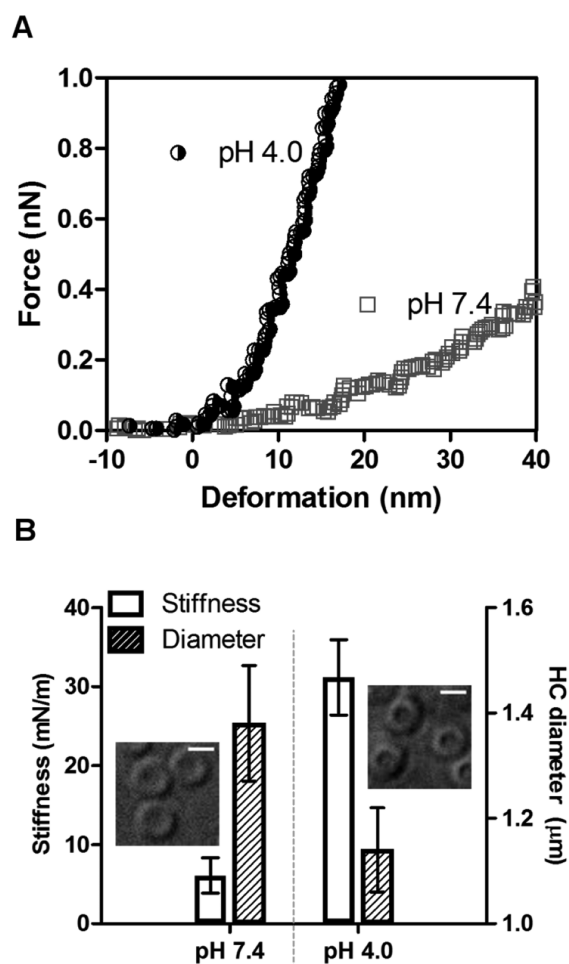 A
1.0
0.8
0.6
0.4
0.2
0.0
Force (nN)
pH 4.0
pH 7.4
-10 0 10 20 30 40
Deformation (nm)
B
Stiffness
Diameter
40
30
20
10
0
Stiffness (mN/m)
1.6
1.4
1.2
1.0
HC diameter (μm)
pH 7.4 pH 4.0